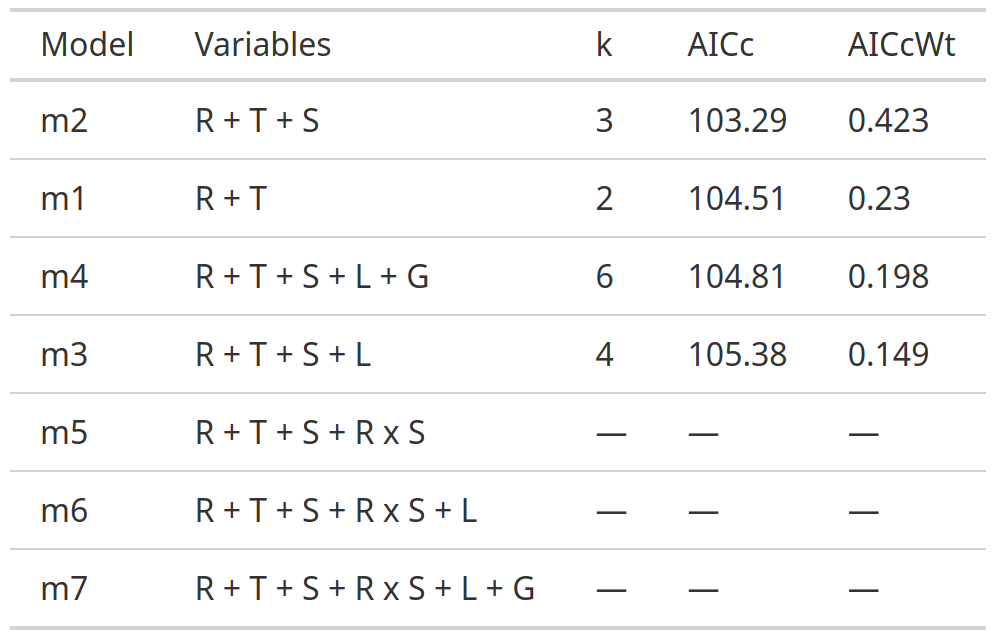 Model Variables k AICc AICcWt
m2 R + T + S 3 103.29 0.423
m1 R + T 2 104.51 0.23
m4 R + T + S + L + G 6 104.81 0.198
m3 R + T + S + L 4 105.38 0.149
m5 R + T + S + R x S — — —
m6 R + T + S + R x S + L — — —
m7 R + T + S + R x S + L + G — — —